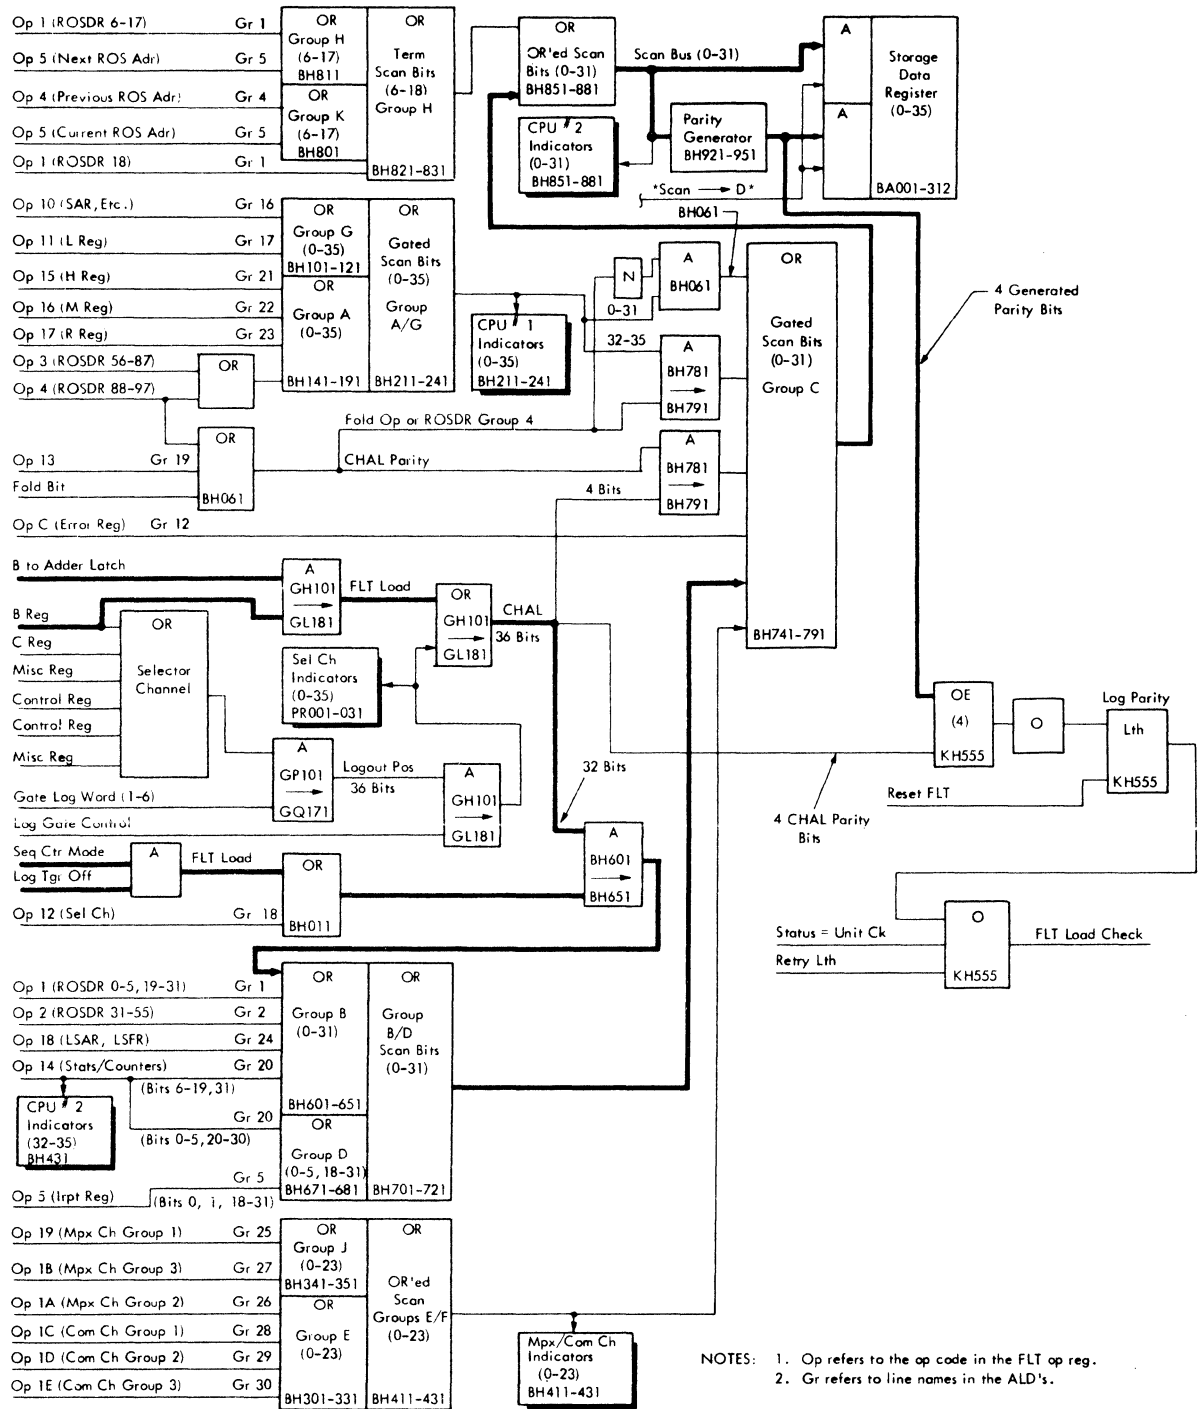 Op 1 (ROSDR 6-17) Gr 1
Op 5 (Next ROS Adr) Gr 5
Op 4 (Previous ROS Adr) Gr 4
Op 5 (Current ROS Adr) Gr 5
Op 1 (ROSDR 18) Gr 1
OR
Group H
(6-17)
BH811
OR
Group K
(6-17)
BH801
OR
Term
Scan Bits
(6-18)
Group H
BH821-831
OR
OR'ed Scan
Bits (0-31)
BH851-881
Scan Bus (0-31)
CPU # 2
Indicators
(0-31)
BH851-881
Parity
Generator
BH921-951
A
A
Storage
Data
Register
(0-35)
BA001-312
*Scan → D*
BH061
Op 10 (SAR, Etc.) Gr 16
Op 11 (L Reg) Gr 17
Op 15 (H Reg) Gr 21
Op 16 (M Reg) Gr 22
Op 17 (R Reg) Gr 23
Op 3 (ROSDR 56-87)
Op 4 (ROSDR 88-97)
OR
OR
Group G
(0-35)
BH101-121
OR
Group A
(0-35)
BH141-191
OR
Gated
Scan Bits
(0-35)
Group
A/G
BH211-241
CPU # 1
Indicators
(0-35)
BH211-241
N
0-31
A
BH061
32-35
A
BH781
→
BH791
OR
Gated
Scan Bits
(0-31)
Group C
BH741-791
4 Generated
Parity Bits
Fold Op or ROSDR Group 4
Op 13 Gr 19
Fold Bit
OR
BH061
CHAL Parity
4 Bits
A
BH781
→
BH791
Op C (Error Reg) Gr 12
B to Adder Latch
A
GH101
→
GL181
FLT Load
OR
GH101
→
GL181
CHAL
36 Bits
B Reg
C Reg
Misc Reg
Control Reg
Control Reg
Misc Reg
OR
Selector
Channel
Sel Ch
Indicators
(0-35)
PR001-031
Gate Log Word (1-6)
A
GP101
→
GQ171
Logout Pos
36 Bits
Log Gate Control
A
GH101
→
GL181
32 Bits
4 CHAL Parity
Bits
OE
(4)
KH555
O
Log Parity
Lth
KH555
Reset FLT
Seq Ctr Mode
Log Tgr Off
A
FLT Load
Op 12 (Sel Ch) Gr 18
OR
BH011
A
BH601
→
BH651
Status = Unit Ck
Retry Lth
O
KH555
FLT Load Check
Op 1 (ROSDR 0-5, 19-31) Gr 1
Op 2 (ROSDR 31-55) Gr 2
Op 18 (LSAR, LSFR) Gr 24
Op 14 (Stats/Counters) Gr 20
(Bits 6-19, 31)
CPU # 2
Indicators
(32-35)
BH431
Gr 20
(Bits 0-5, 20-30)
Gr 5
Op 5 (Irpt Reg)
(Bits 0, 1, 18-31)
OR
Group B
(0-31)
BH601-651
OR
Group D
(0-5, 18-31)
BH671-681
OR
Group
B/D
Scan Bits
(0-31)
BH701-721
Op 19 (Mpx Ch Group 1) Gr 25
Op 1B (Mpx Ch Group 3) Gr 27
Op 1A (Mpx Ch Group 2) Gr 26
Op 1C (Com Ch Group 1) Gr 28
Op 1D (Com Ch Group 2) Gr 29
Op 1E (Com Ch Group 3) Gr 30
OR
Group J
(0-23)
BH341-351
OR
Group E
(0-23)
BH301-331
OR
OR'ed
Scan
Groups E/F
(0-23)
BH411-431
Mpx/Com Ch
Indicators
(0-23)
BH411-431
NOTES: 1. Op refers to the op code in the FLT op reg.
2. Gr refers to line names in the ALD's.